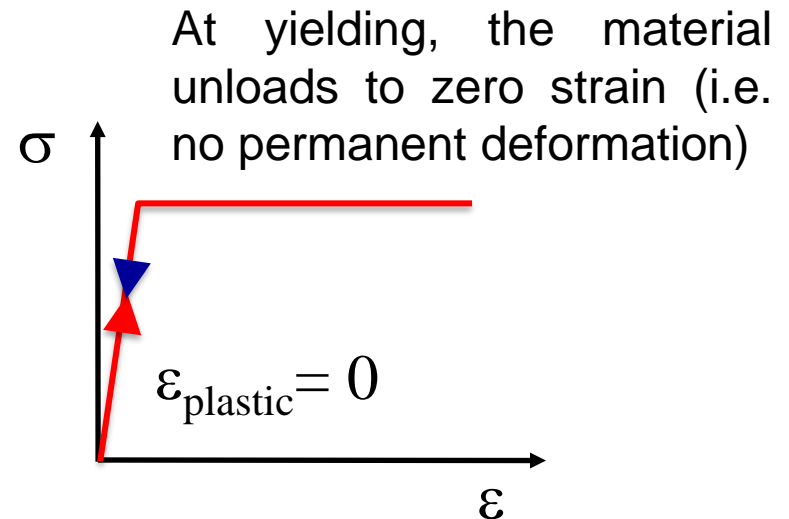 At yielding, the material
unloads to zero strain (i.e.
no permanent deformation)
σ
εplastic= 0
ε